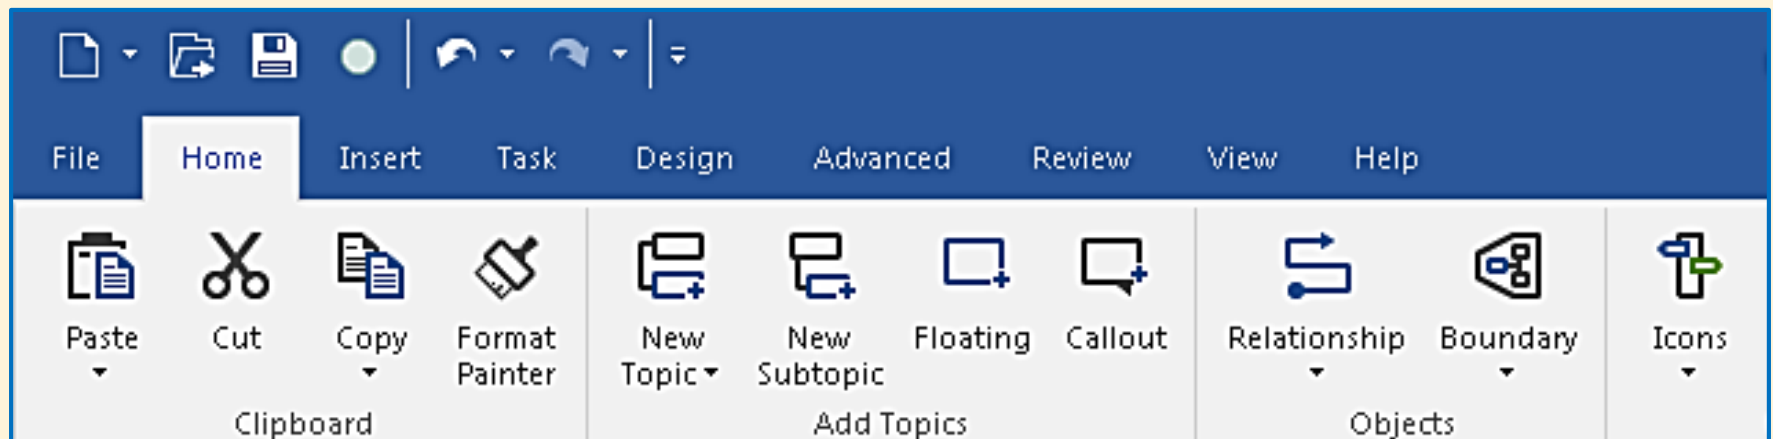 File Home Insert Task Design Advanced Review View Help
Paste Cut Copy Format Painter New Topic New Subtopic Floating Callout Relationship Boundary Icons
Clipboard Add Topics Objects